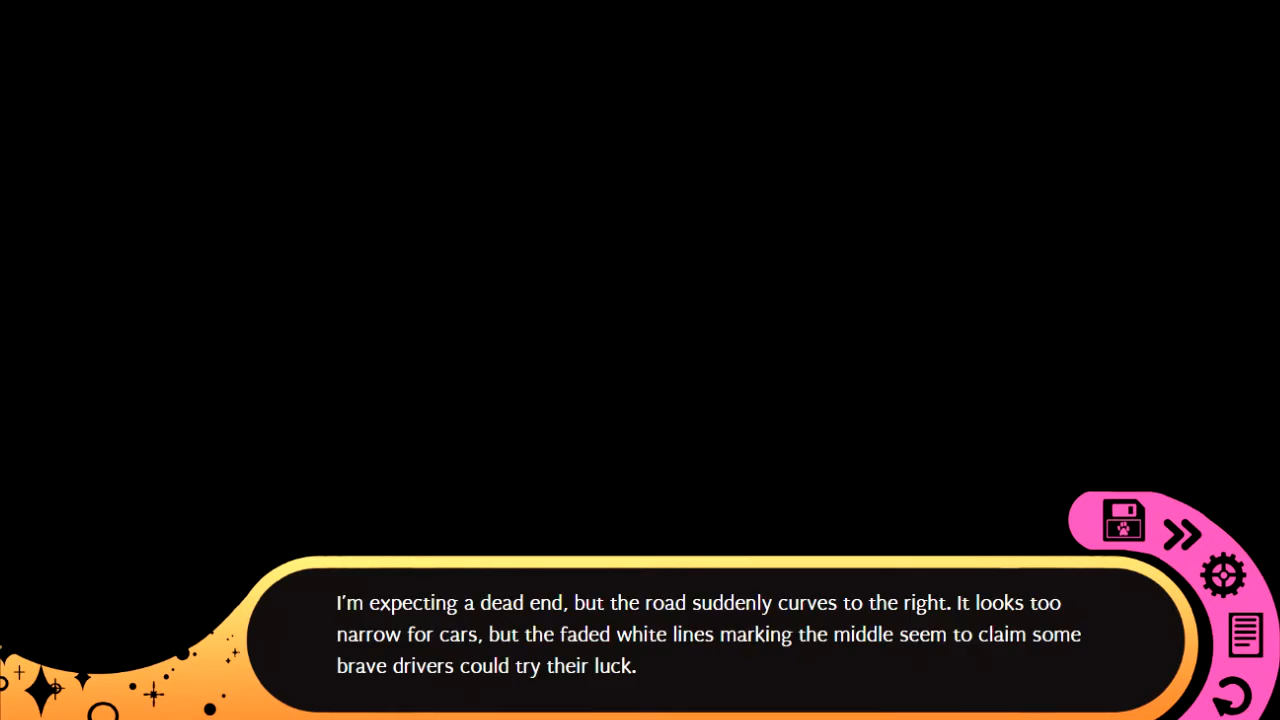 I'm expecting a dead end, but the road suddenly curves to the right. It looks too
narrow for cars, but the faded white lines marking the middle seem to claim some
brave drivers could try their luck.